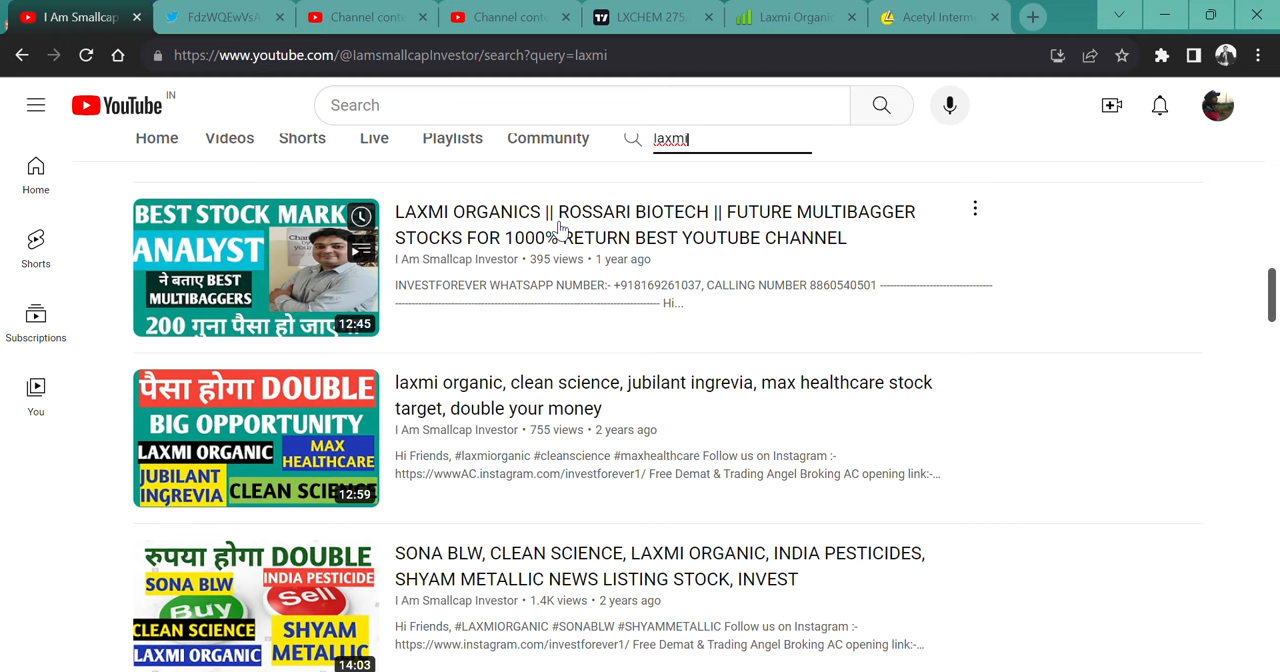 I Am Smallcap
FdzWQEwVsA
Channel conte
Channel conte
LXCHEM 275.
Laxmi Organic
Acetyl Interme
https://www.youtube.com/@IamsmallcapInvestor/search?query=laxmi
YouTube IN
Search
Home
Videos
Shorts
Live
Playlists
Community
laxmi
Home
Shorts
Subscriptions
You
BEST STOCK MARK
ANALYST
ने बताए BEST
MULTIBAGGERS
200 गुना पैसा हो जाए
12:45
LAXMI ORGANICS || ROSSARI BIOTECH || FUTURE MULTIBAGGER
STOCKS FOR 1000% RETURN BEST YOUTUBE CHANNEL
I Am Smallcap Investor • 395 views • 1 year ago
INVESTFOREVER WHATSAPP NUMBER:- +918169261037, CALLING NUMBER 8860540501 ----------------------------------
-------------------------------------------------------------------------------- Hi...
पैसा होगा DOUBLE
BIG OPPORTUNITY
LAXMI ORGANIC
MAX
HEALTHCARE
JUBILANT
INGREVIA
CLEAN SCIENCE
12:59
laxmi organic, clean science, jubilant ingrevia, max healthcare stock
target, double your money
I Am Smallcap Investor • 755 views • 2 years ago
Hi Friends, #laxmiorganic #cleanscience #maxhealthcare Follow us on Instagram :-
https://wwwAC.instagram.com/investforever1/ Free Demat & Trading Angel Broking AC opening link:-...
रुपया होगा DOUBLE
SONA BLW
INDIA PESTICIDE
Buy
Sell
CLEAN SCIENCE
SHYAM
METALLIC
LAXMI ORGANIC
14:03
SONA BLW, CLEAN SCIENCE, LAXMI ORGANIC, INDIA PESTICIDES,
SHYAM METALLIC NEWS LISTING STOCK, INVEST
I Am Smallcap Investor • 1.4K views • 2 years ago
Hi Friends, #LAXMIORGANIC #SONABLW #SHYAMMETALLIC Follow us on Instagram :-
https://www.instagram.com/investforever1/ Free Demat & Trading Angel Broking AC opening link:-...